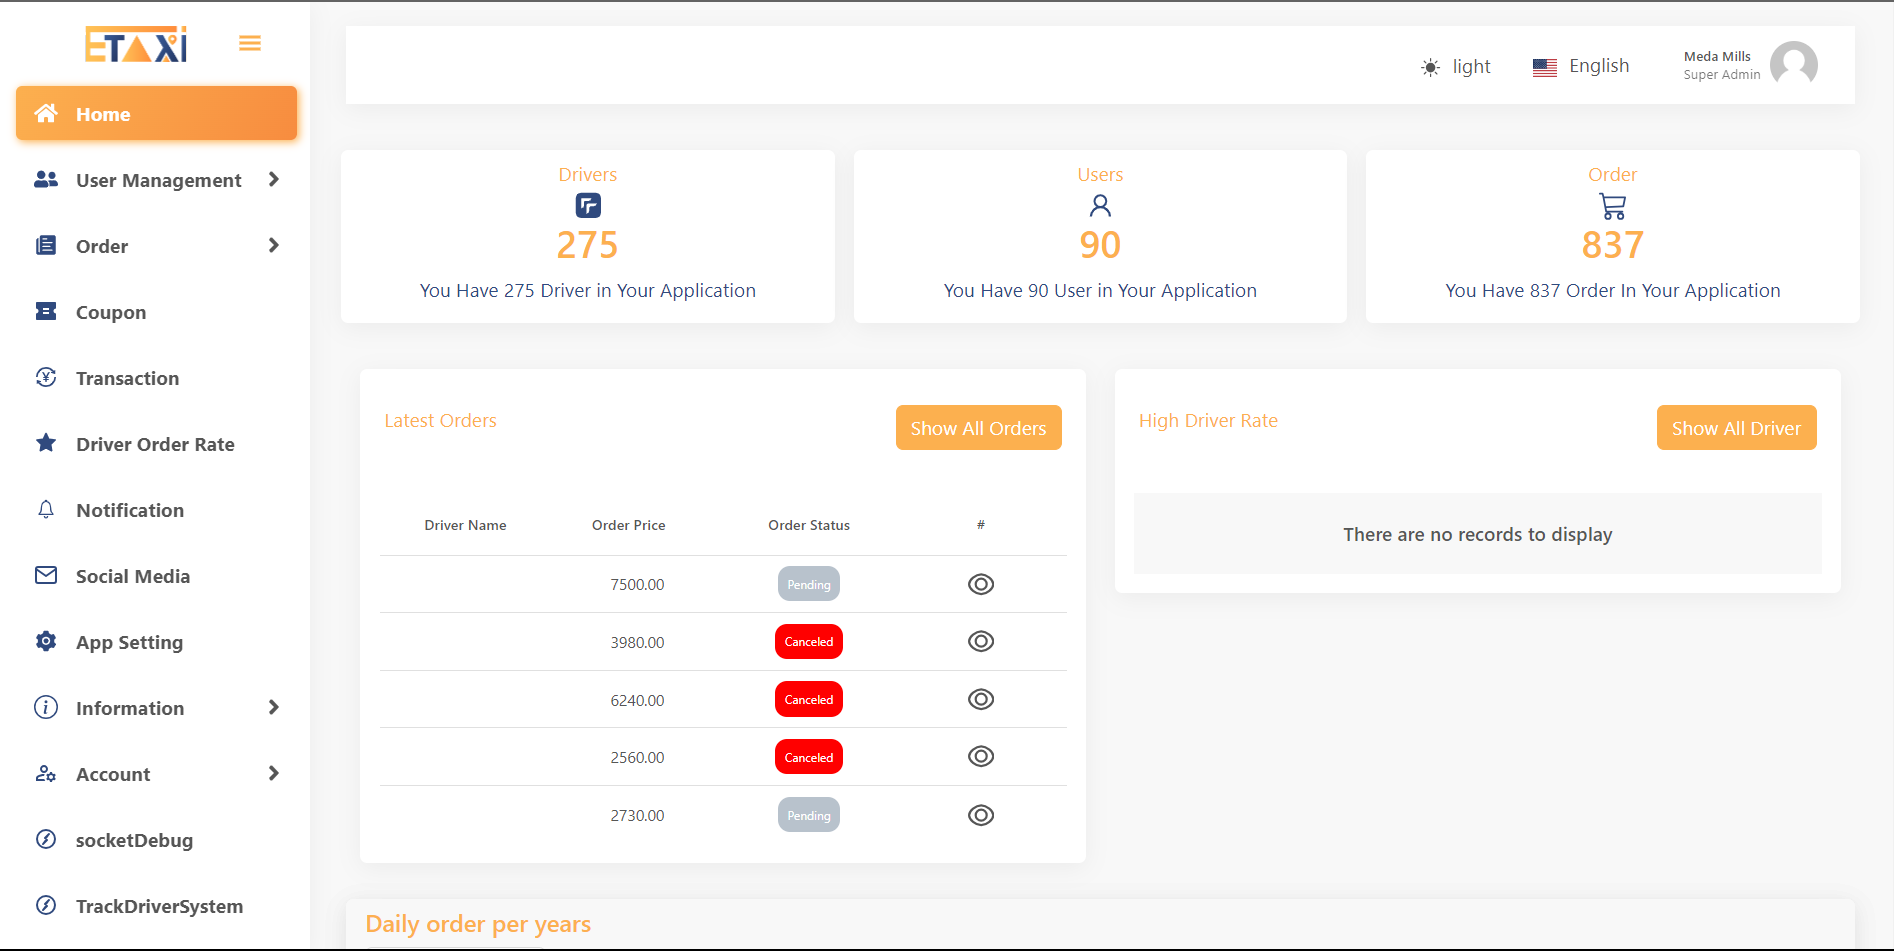 ETAXi
Home
User Management
Order
Coupon
Transaction
Driver Order Rate
Notification
Social Media
App Setting
Information
Account
socketDebug
TrackDriverSystem
light
English
Meda Mills
Super Admin
Drivers
275
You Have 275 Driver in Your Application
Users
90
You Have 90 User in Your Application
Order
837
You Have 837 Order In Your Application
Latest Orders
Show All Orders
Driver Name Order Price Order Status #
7500.00 Pending
3980.00 Canceled
6240.00 Canceled
2560.00 Canceled
2730.00 Pending
High Driver Rate
Show All Driver
There are no records to display
Daily order per years